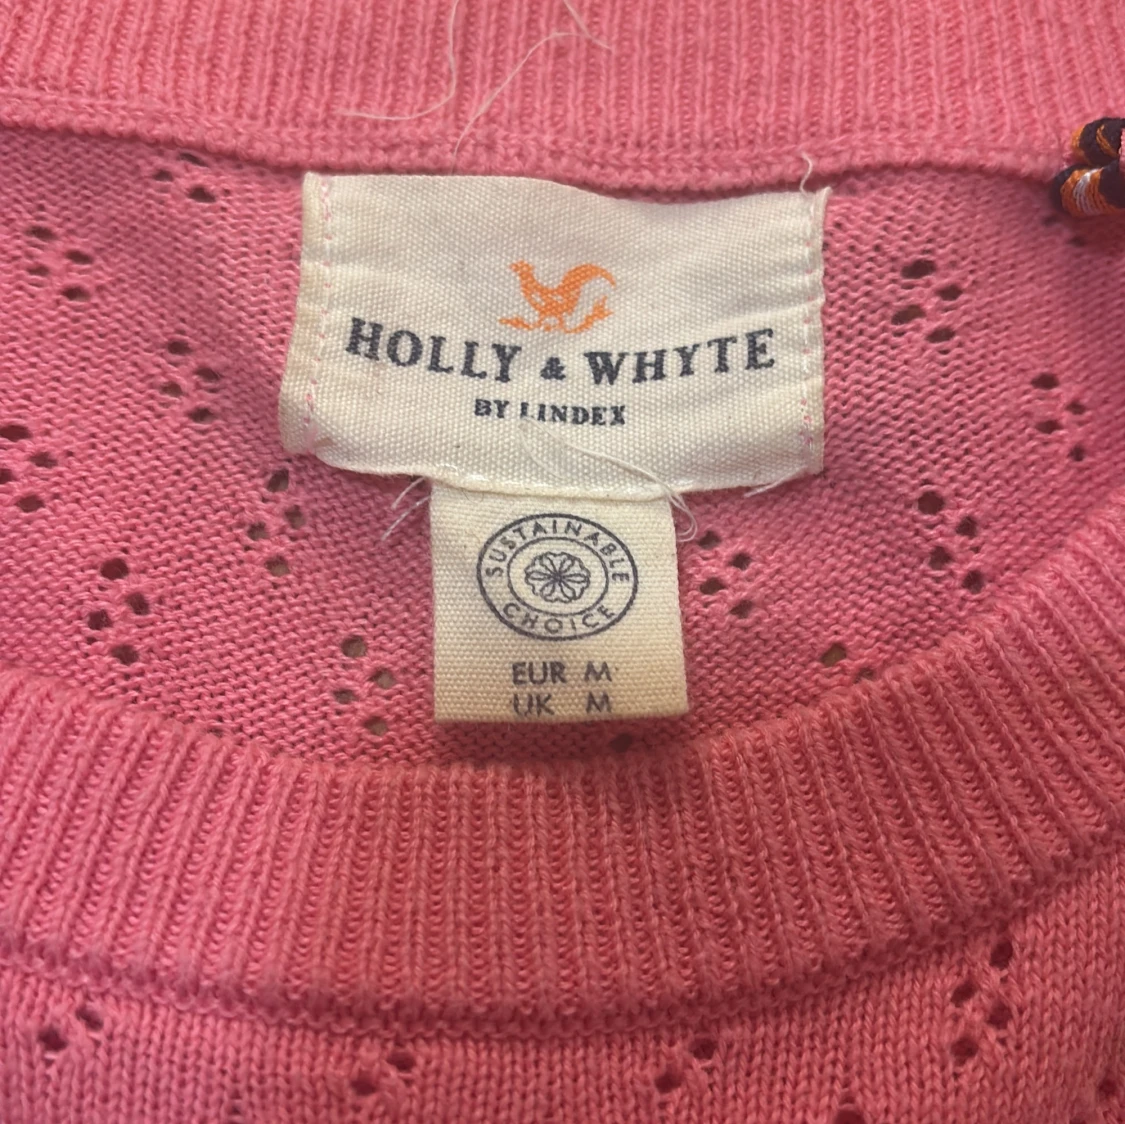 HOLLY & WHYTE
BY LINDEX
SUSTAINABLE
CHOICE
EUR M
UK M